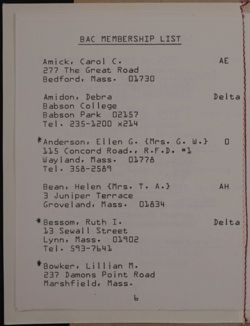 BAC MEMBERSHIP LIST
Amick, Carol C. AE
277 The Great Road
Bedford, Mass. 01730
Amidon, Debra Delta
Babson College
Babson Park 02157
Tel. 235-1200 x214
*Anderson, Ellen G. {Mrs. G. W.} O
115 Concord Road., R.F.D. #1
Wayland, Mass. 01778
Tel. 358-2589
Bean, Helen {Mrs. T. A.} AH
3 Juniper Terrace
Groveland, Mass. 01834
*Bessom, Ruth I. Delta
13 Sewall Street
Lynn, Mass. 01902
Tel. 593-7641
*Bowker, Lillian M.
237 Damons Point Road
Marshfield, Mass.
6